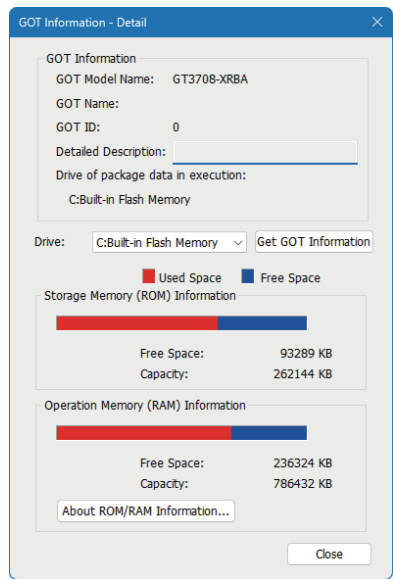 GOT Information - Detail
GOT Information
GOT Model Name: GT3708-XRBA
GOT Name:
GOT ID: 0
Detailed Description:
Drive of package data in execution:
C:Built-in Flash Memory
Drive: C:Built-in Flash Memory Get GOT Information
Used Space Free Space
Storage Memory (ROM) Information
Free Space: 93289 KB
Capacity: 262144 KB
Operation Memory (RAM) Information
Free Space: 236324 KB
Capacity: 786432 KB
About ROM/RAM Information...
Close